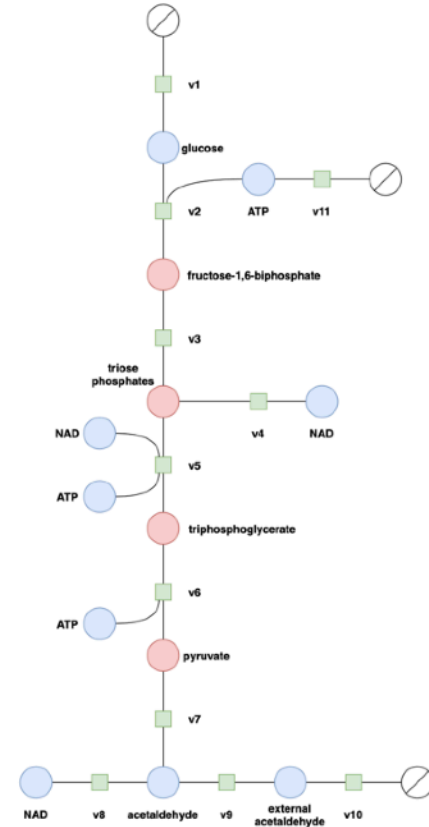 v1
glucose
v2
ATP
v11
fructose-1,6-biphosphate
v3
triose
phosphates
v4
NAD
NAD
v5
ATP
triphosphoglycerate
v6
ATP
pyruvate
v7
NAD
v8
acetaldehyde
v9
external
acetaldehyde
v10